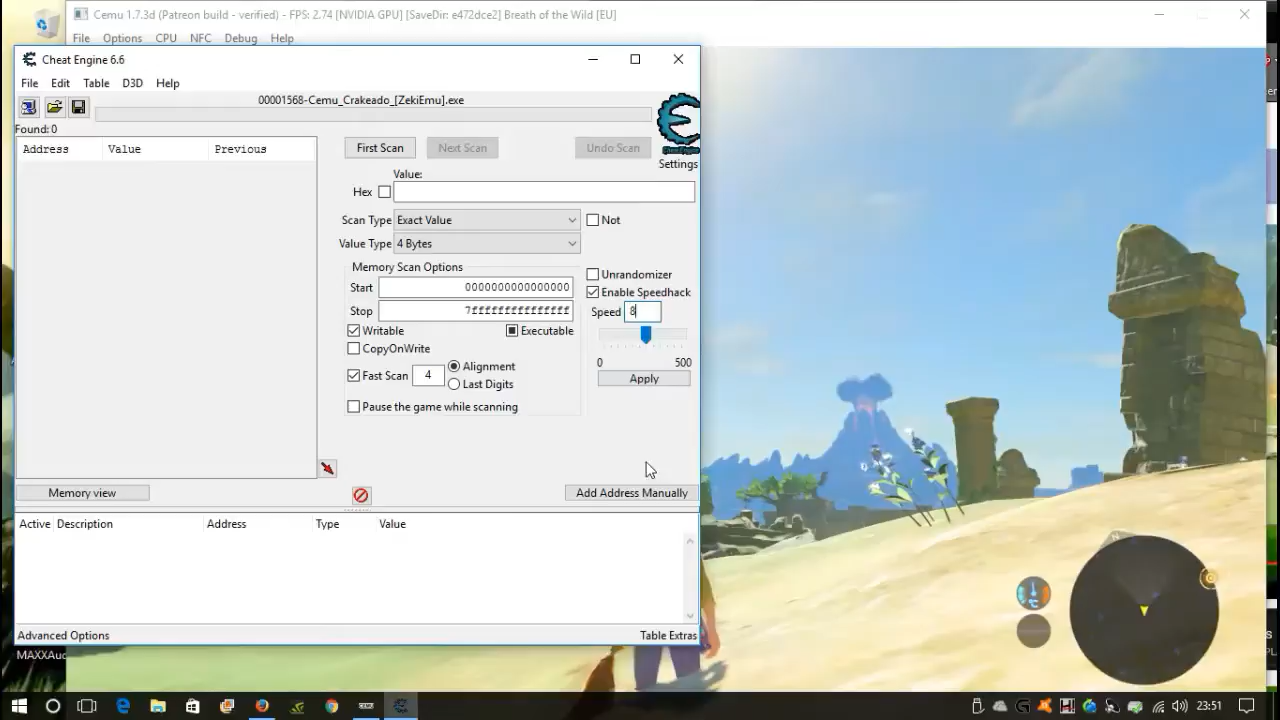 Cemu 1.7.3d (Patreon build - verified) - FPS: 2.74 [NVIDIA GPU] [SaveDir: e472dce2] Breath of the Wild [EU]
File Options CPU NFC Debug Help
Cheat Engine 6.6
File Edit Table D3D Help
00001568-Cemu_Crakeado_[ZekiEmu].exe
Found: 0
Address Value Previous
First Scan Next Scan Undo Scan
Settings
Value:
Hex
Scan Type Exact Value Not
Value Type 4 Bytes
Memory Scan Options
Unrandomizer
Start 0000000000000000
Enable Speedhack
Stop 7fffffffffffffff
Speed 8
Writable Executable
CopyOnWrite
0 500
Fast Scan 4 Alignment
Last Digits
Apply
Pause the game while scanning
Memory view Add Address Manually
Active Description Address Type Value
Advanced Options Table Extras
MAXXAu
23:51